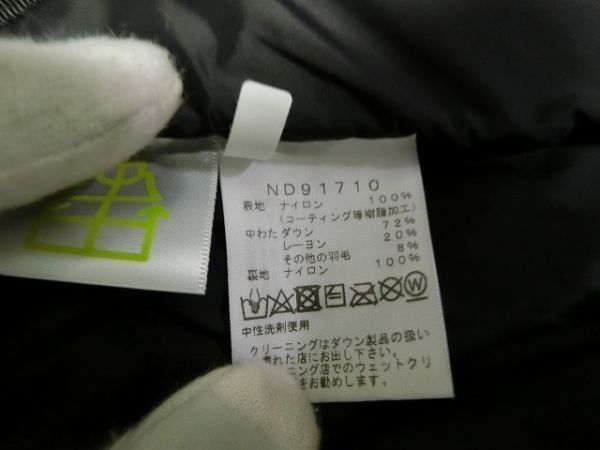 ND91710
表地 ナイロン 100%
(コーティング等樹脂加工)
中わた ダウン 72%
レーヨン 20%
その他の羽毛 8%
裏地 ナイロン 100%
W
中性洗剤使用
クリーニングはダウン製品の扱い
れた店にお出し下さい。
ニング店でのウェットクリ
をお勧めします。